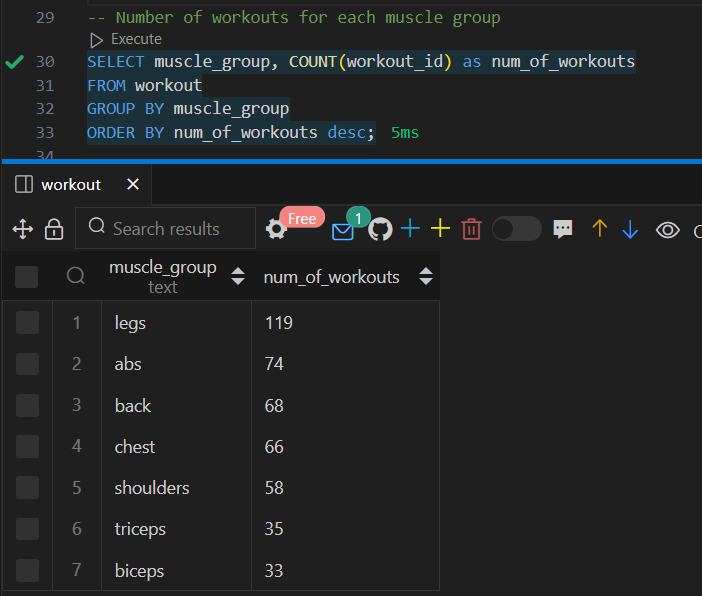 29 -- Number of workouts for each muscle group
Execute
30 SELECT muscle_group, COUNT(workout_id) as num_of_workouts
31 FROM workout
32 GROUP BY muscle_group
33 ORDER BY num_of_workouts desc; 5ms
34
workout
Search results Free 1
muscle_group num_of_workouts
text
1 legs 119
2 abs 74
3 back 68
4 chest 66
5 shoulders 58
6 triceps 35
7 biceps 33